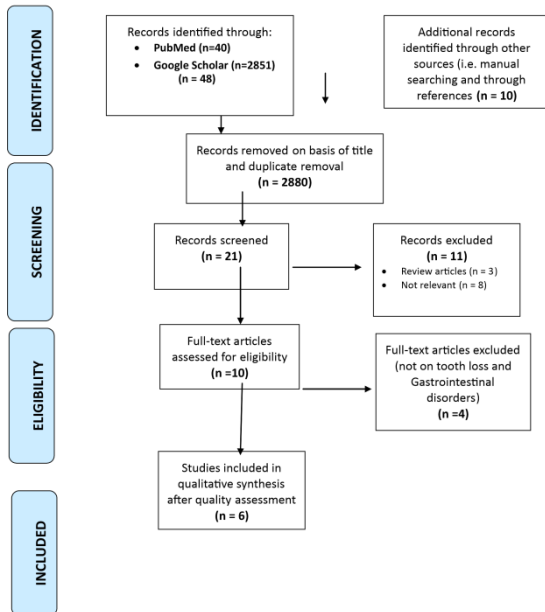 IDENTIFICATION
Records identified through:
• PubMed (n=40)
• Google Scholar (n=2851)
(n = 48)
Additional records
identified through other
sources (i.e. manual
searching and through
references (n = 10)
Records removed on basis of title
and duplicate removal
(n = 2880)
SCREENING
Records screened
(n = 21)
Records excluded
(n = 11)
• Review articles (n = 3)
• Not relevant (n = 8)
ELIGIBILITY
Full-text articles
assessed for eligibility
(n =10)
Full-text articles excluded
(not on tooth loss and
Gastrointestinal
disorders)
(n =4)
Studies included in
qualitative synthesis
after quality assessment
(n = 6)
INCLUDED